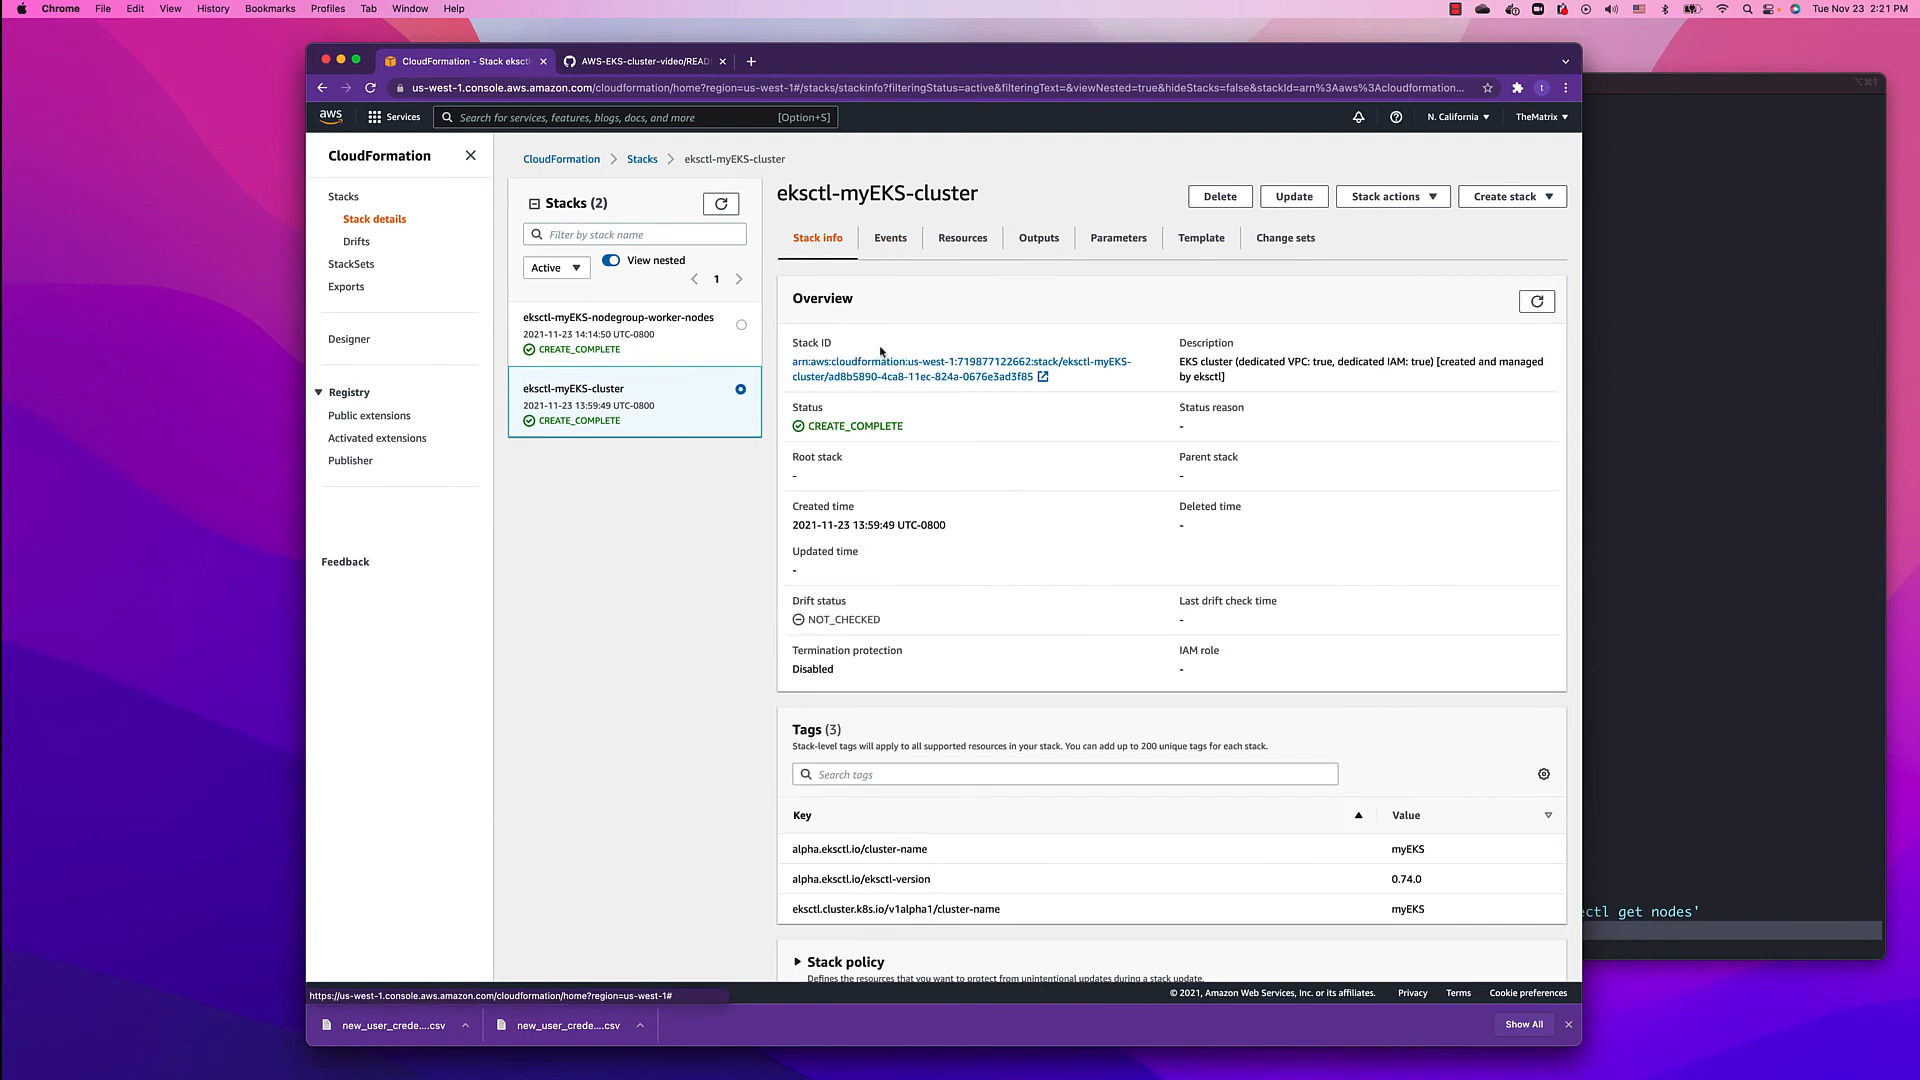 Chrome File Edit View History Bookmarks Profiles Tab Window Help Tue Nov 23 2:21 PM
CloudFormation - Stack eksctl
AWS-EKS-cluster-video/READ
us-west-1.console.aws.amazon.com/cloudformation/home?region=us-west-1#/stacks/stackinfo?filteringStatus=active&filteringText=&viewNested=true&hideStacks=false&stackId=arn%3Aaws%3Acloudformation...
aws Services Search for services, features, blogs, docs, and more [Option+S] N. California TheMatrix
CloudFormation
Stacks
Stack details
Drifts
StackSets
Exports
Designer
Registry
Public extensions
Activated extensions
Publisher
Feedback
CloudFormation Stacks eksctl-myEKS-cluster
Stacks (2)
Filter by stack name
Active View nested
1
eksctl-myEKS-nodegroup-worker-nodes
2021-11-23 14:14:50 UTC-0800
CREATE_COMPLETE
eksctl-myEKS-cluster
2021-11-23 13:59:49 UTC-0800
CREATE_COMPLETE
eksctl-myEKS-cluster
Delete Update Stack actions Create stack
Stack info Events Resources Outputs Parameters Template Change sets
Overview
Stack ID
arn:aws:cloudformation:us-west-1:719877122662:stack/eksctl-myEKS-
cluster/ad8b5890-4ca8-11ec-824a-0676e3ad3f85
Description
EKS cluster (dedicated VPC: true, dedicated IAM: true) [created and managed
by eksctl]
Status
CREATE_COMPLETE
Status reason
-
Root stack
-
Parent stack
-
Created time
2021-11-23 13:59:49 UTC-0800
Deleted time
-
Updated time
-
Drift status
NOT_CHECKED
Last drift check time
-
Termination protection
Disabled
IAM role
-
Tags (3)
Stack-level tags will apply to all supported resources in your stack. You can add up to 200 unique tags for each stack.
Search tags
Key Value
alpha.eksctl.io/cluster-name myEKS
alpha.eksctl.io/eksctl-version 0.74.0
eksctl.cluster.k8s.io/v1alpha1/cluster-name myEKS
Stack policy
Defines the resources that you want to protect from unintentional updates during a stack update.
https://us-west-1.console.aws.amazon.com/cloudformation/home?region=us-west-1#
© 2021, Amazon Web Services, Inc. or its affiliates. Privacy Terms Cookie preferences
new_user_crede....csv
new_user_crede....csv
Show All
ectl get nodes'
⌥⌘1